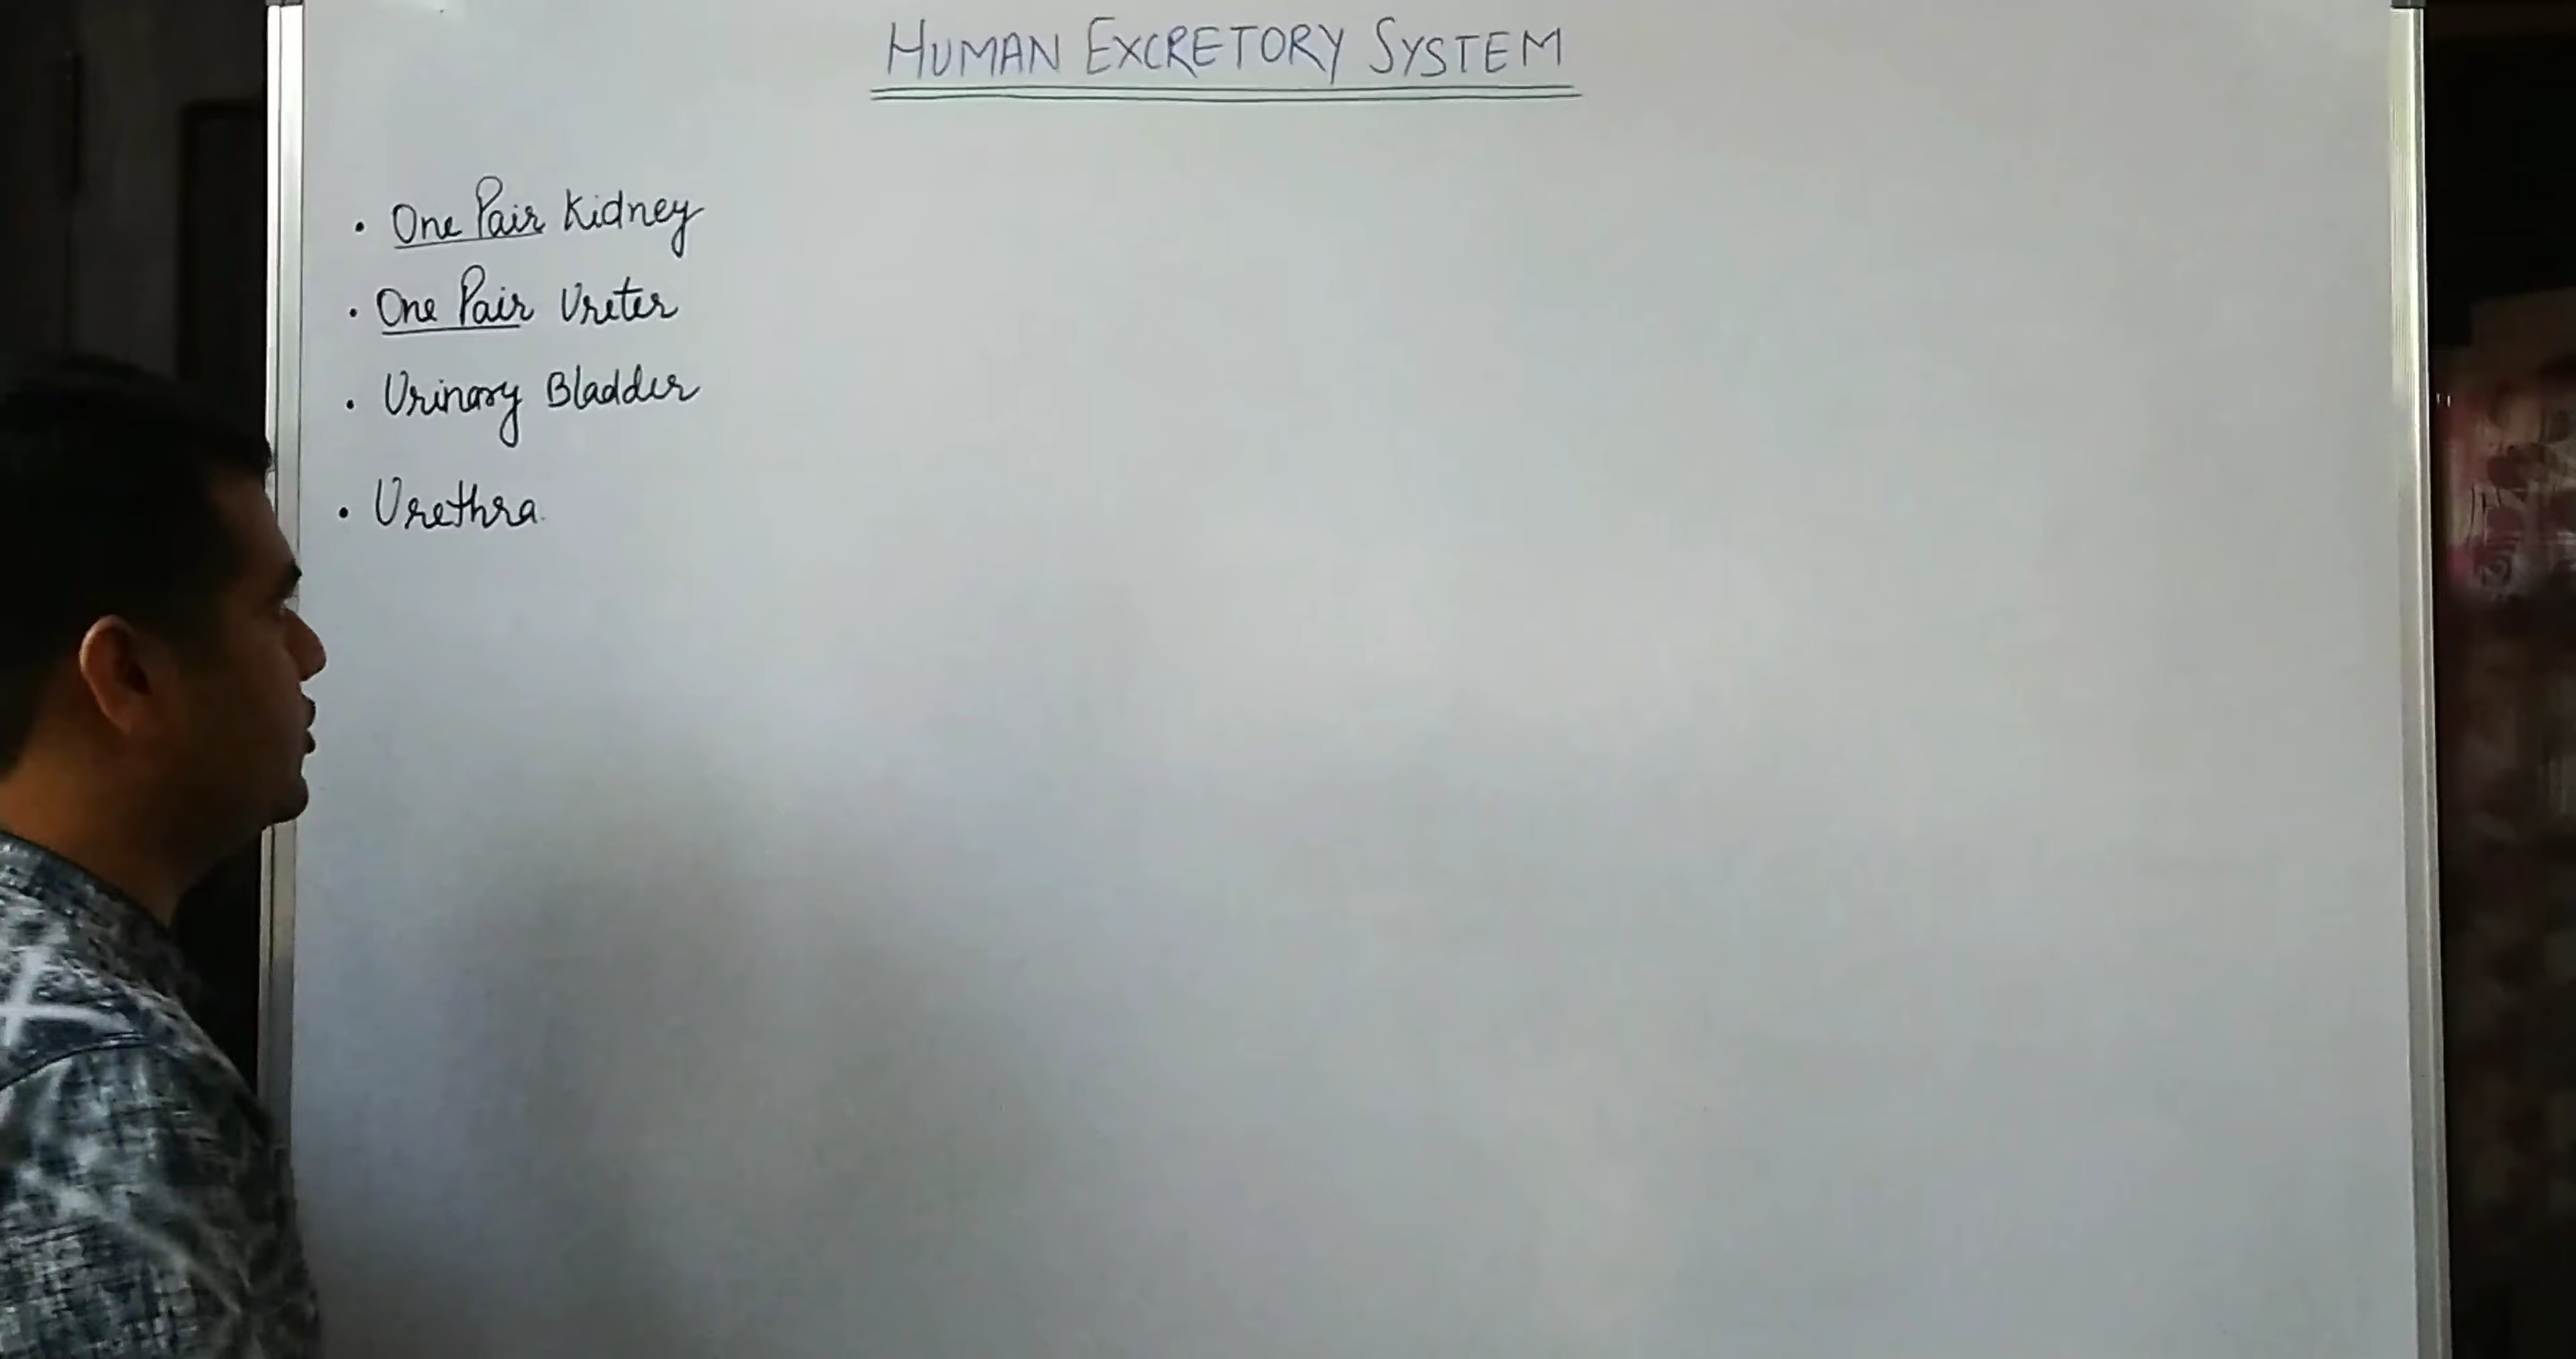 HUMAN EXCRETORY SYSTEM
• One Pair Kidney
• One Pair Ureter
• Urinary Bladder
• Urethra